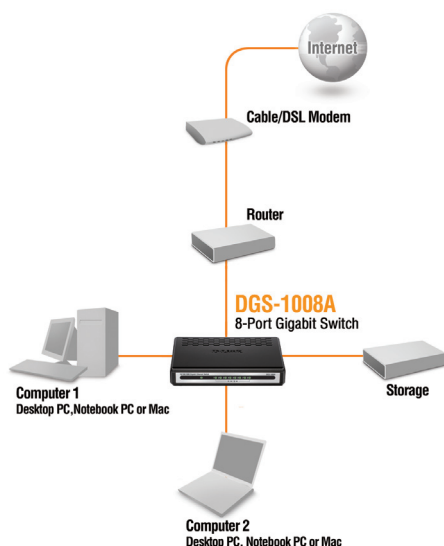 Internet
Cable/DSL Modem
Router
DGS-1008A
8-Port Gigabit Switch
Computer 1
Desktop PC,Notebook PC or Mac
Storage
Computer 2
Desktop PC, Notebook PC or Mac